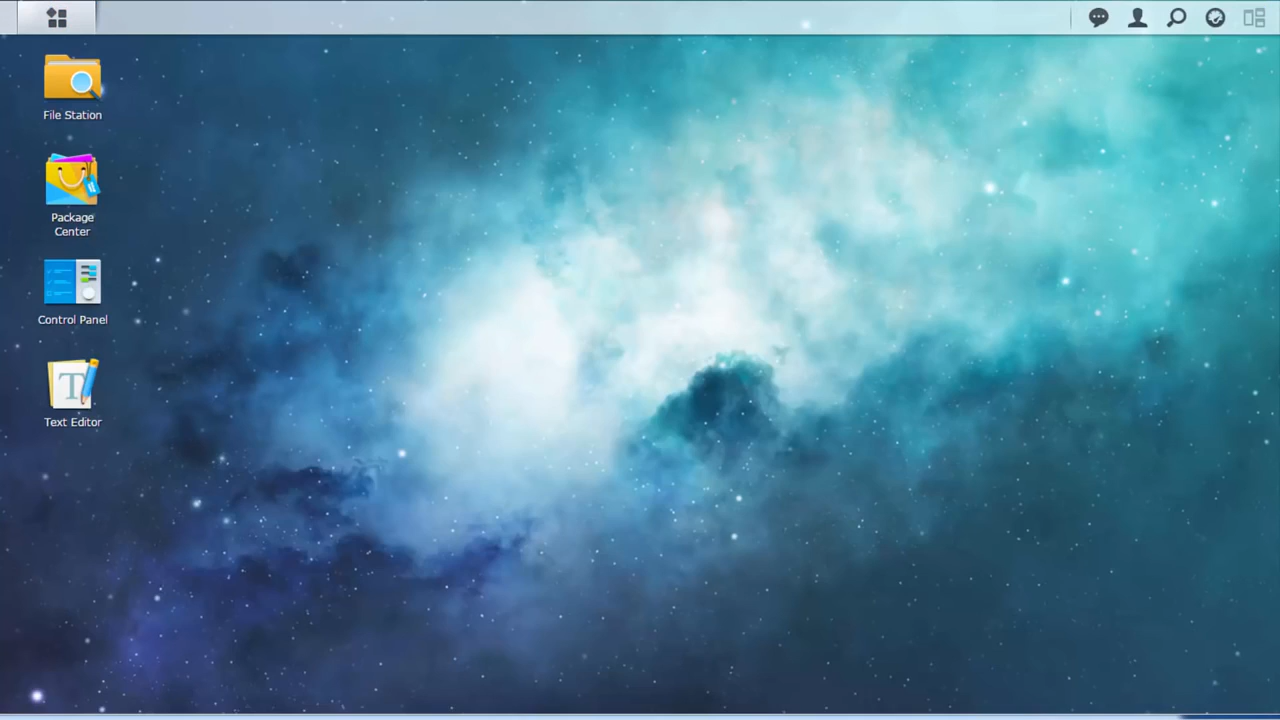 File Station
Package
Center
Control Panel
Text Editor